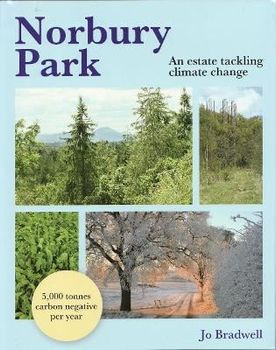 Norbury
Park
An estate tackling
climate change
5,000 tonnes
carbon negative
per year
Jo Bradwell